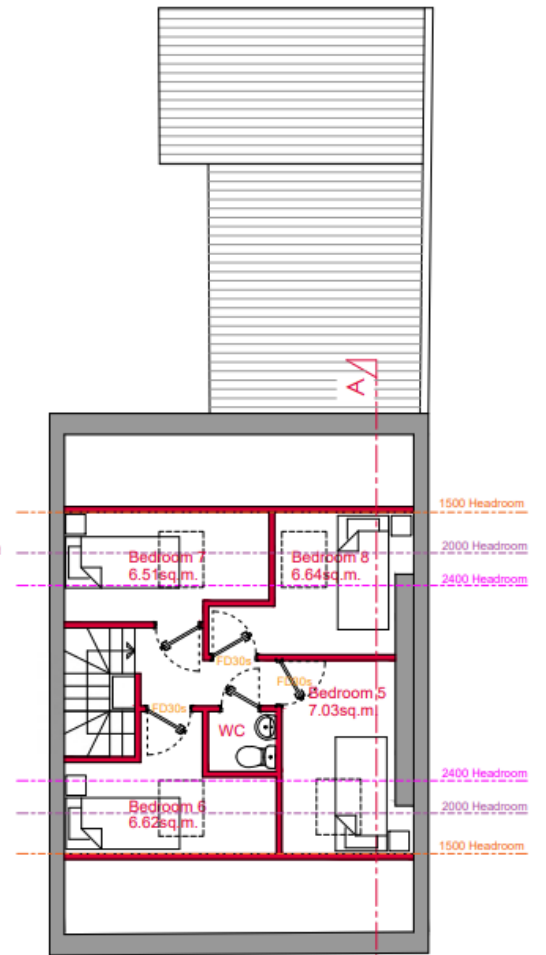 A
1500 Headroom
2000 Headroom
2400 Headroom
Bedroom 7
6.51sq.m.
Bedroom 8
6.64sq.m.
FD30s
FD30s
Bedroom 5
7.03sq.m.
FD30s
WC
2400 Headroom
Bedroom 6
6.62sq.m.
2000 Headroom
1500 Headroom